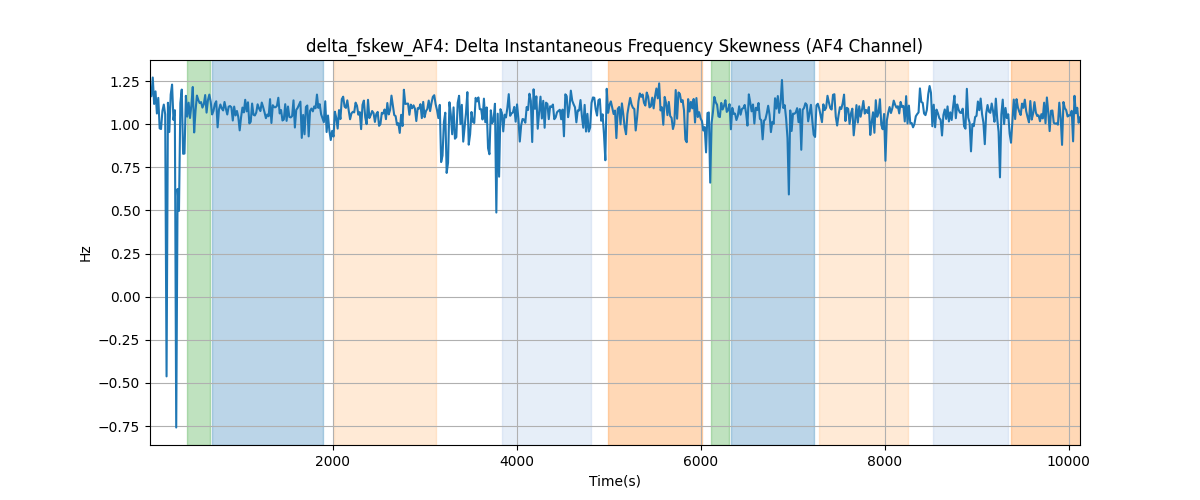 delta_fskew_AF4: Delta Instantaneous Frequency Skewness (AF4 Channel)
1.25
1.00
0.75
0.50
0.25
0.00
−0.25
−0.50
−0.75
Hz
2000 4000 6000 8000 10000
Time(s)